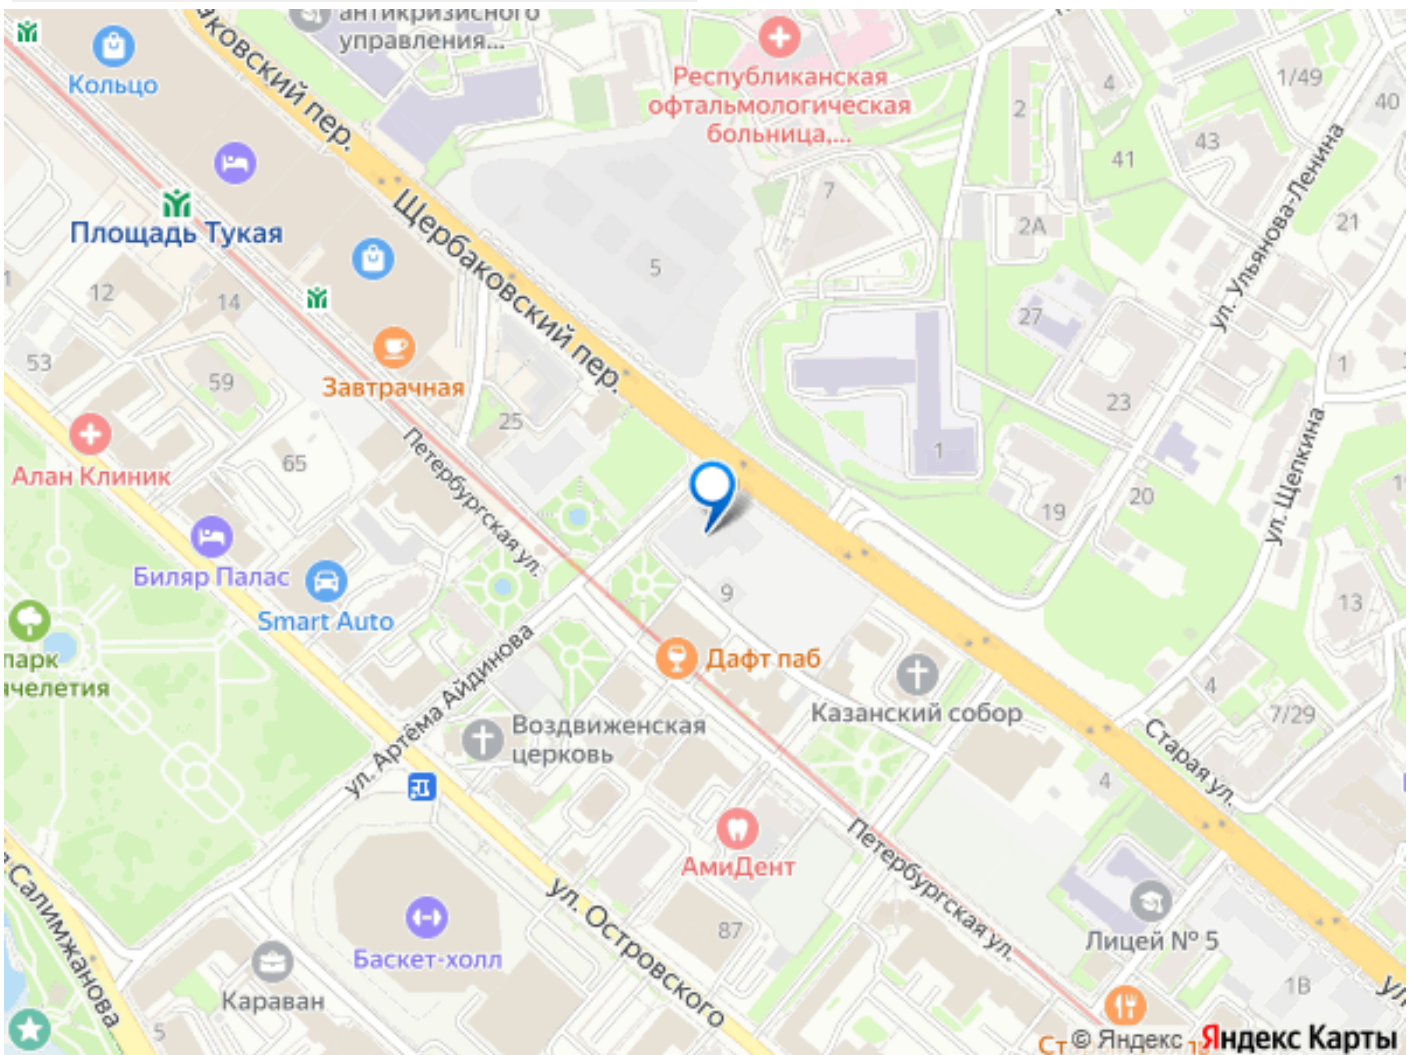 антикризисного
управления...
Кольцо
Республиканская
офтальмологическая
больница,...
4
1/49
40
2
43
41
7
2А
21
Щербаковский пер.
ул. Ульянова-Ленина
Площадь Тукая
5
12
14
27
1
53
59
Завтрачная
25
23
1
Алан Клиник
65
Петербургская ул.
19
20
ул. Щепкина
Биляр Палас
Smart Auto
9
13
парк
Дафт паб
ул. Артёма Айдинова
Воздвиженская
церковь
Казанский собор
4
7/29
Старая ул.
4
АмиДент
Петербургская ул.
ул. Островского
87
Лицей № 5
Баскет-холл
Караван
5
1В
© Яндекс
Яндекс Карты